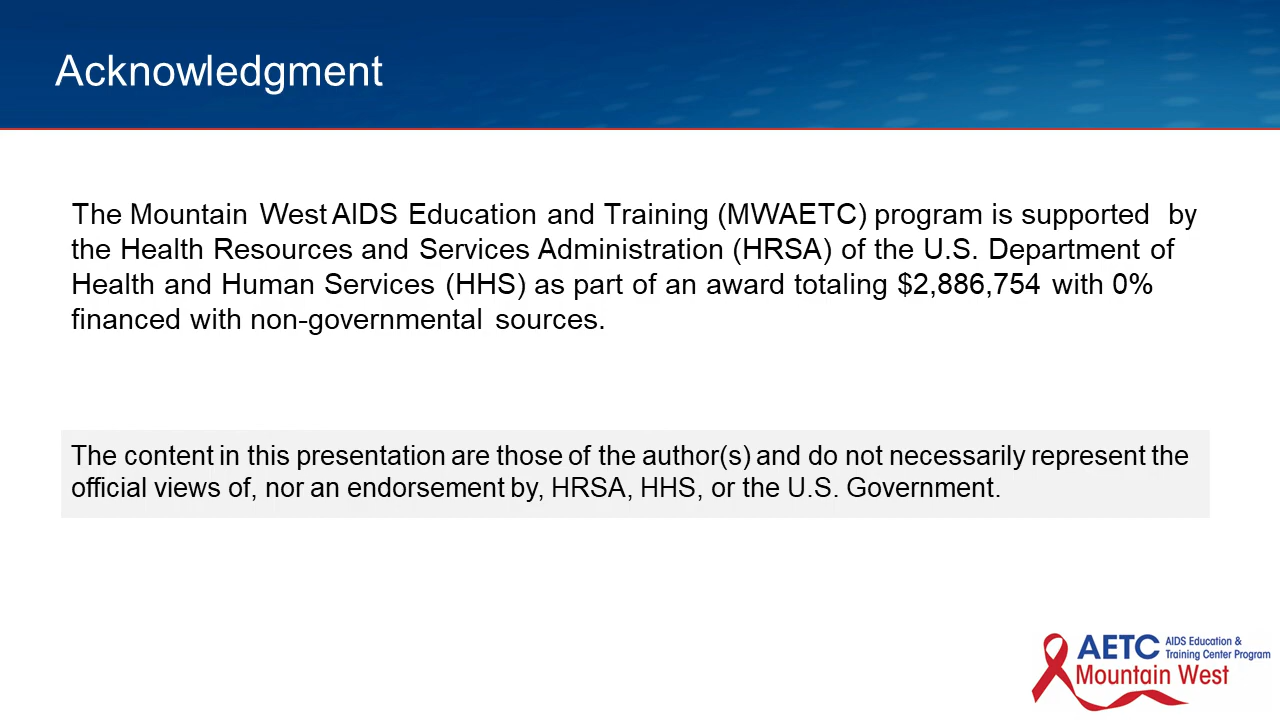 Acknowledgment
The Mountain West AIDS Education and Training (MWAETC) program is supported by
the Health Resources and Services Administration (HRSA) of the U.S. Department of
Health and Human Services (HHS) as part of an award totaling $2,886,754 with 0%
financed with non-governmental sources.
The content in this presentation are those of the author(s) and do not necessarily represent the
official views of, nor an endorsement by, HRSA, HHS, or the U.S. Government.
AETC AIDS Education &
Training Center Program
Mountain West